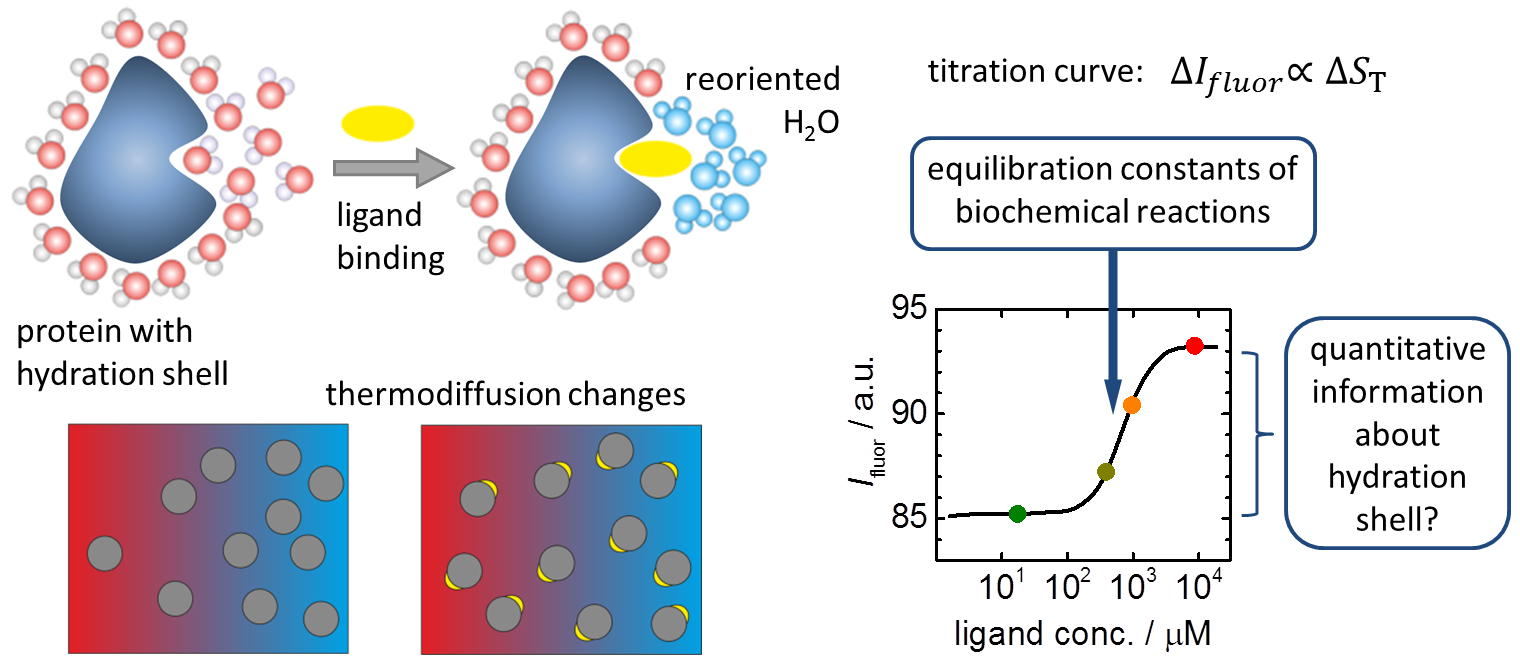 reoriented
H₂O
ligand
binding
protein with
hydration shell
thermodiffusion changes
titration curve: Δ𝐼𝑓𝑙𝑢𝑜𝑟∝ Δ𝑆T
equilibration constants of
biochemical reactions
95
90
85
Ifluor / a.u.
10¹ 10² 10³ 10⁴
ligand conc. / μM
quantitative
information
about
hydration
shell?